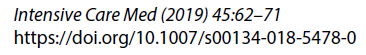 Intensive Care Med (2019) 45:62–71
https://doi.org/10.1007/s00134-018-5478-0